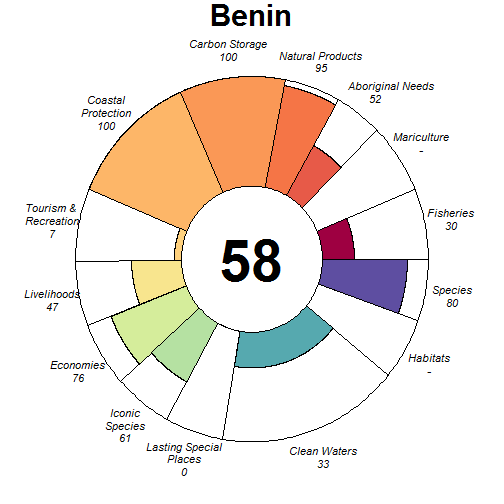 Benin
Carbon Storage
100
Natural Products
95
Aboriginal Needs
52
Mariculture
-
Fisheries
30
Species
80
Habitats
-
Clean Waters
33
Lasting Special
Places
0
Iconic
Species
61
Economies
76
Livelihoods
47
Tourism &
Recreation
7
Coastal
Protection
100
58